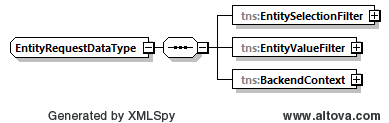 tns:EntitySelectionFilter
EntityRequestDataType
tns:EntityValueFilter
tns:BackendContext
Generated by XMLSpy www.altova.com